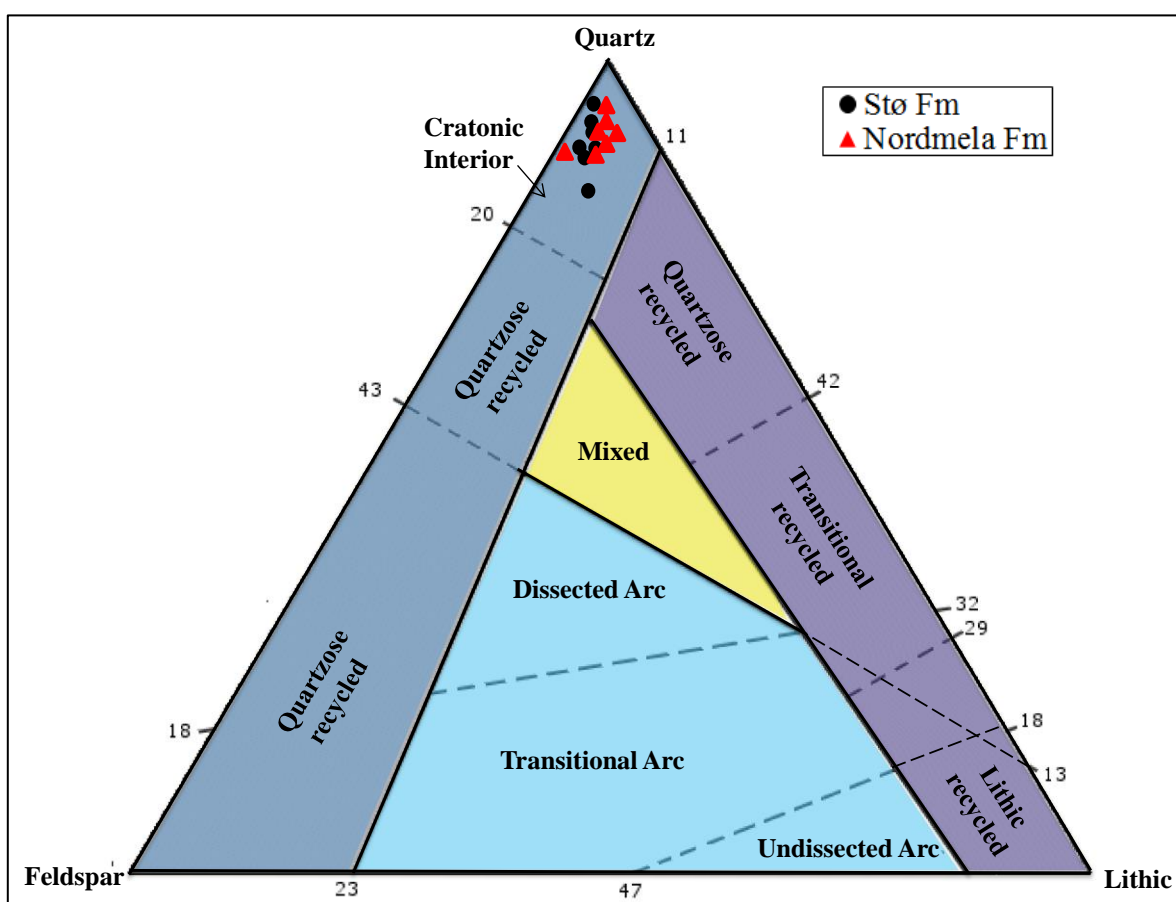 Quartz
Stø Fm
Nordmela Fm
Cratonic
Interior
11
20
Quartzose
recycled
Quartzose
recycled
43
42
Mixed
Transitional
recycled
Dissected Arc
32
29
Quartzose
recycled
18
18
Transitional Arc
13
Lithic
recycled
Undissected Arc
Feldspar
Lithic
23
47